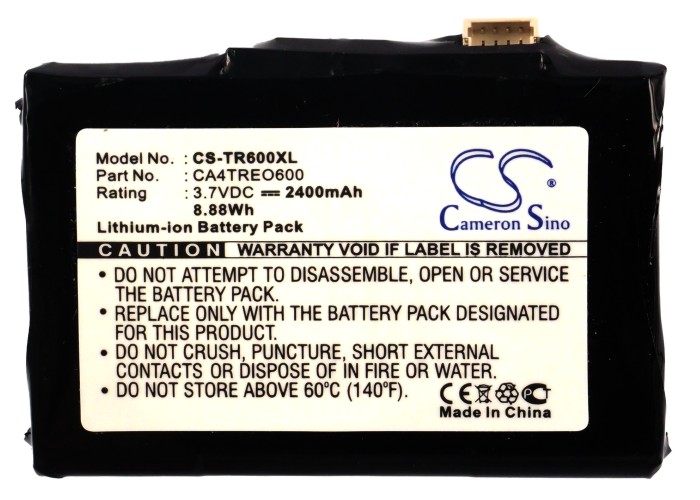 Model No. : CS-TR600XL
Part No. : CA4TREO600
Rating : 3.7VDC ⎓ 2400mAh
8.88Wh
Lithium-ion Battery Pack
CS ®
Cameron Sino
CAUTION WARRANTY VOID IF LABEL IS REMOVED
• DO NOT ATTEMPT TO DISASSEMBLE, OPEN OR SERVICE
THE BATTERY PACK.
• REPLACE ONLY WITH THE BATTERY PACK DESIGNATED
FOR THIS PRODUCT.
• DO NOT CRUSH, PUNCTURE, SHORT EXTERNAL
CONTACTS OR DISPOSE OF IN FIRE OR WATER.
• DO NOT STORE ABOVE 60°C (140°F).
CE PCT
Made In China